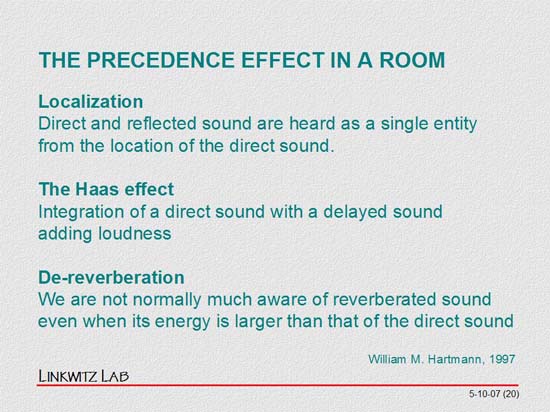 THE PRECEDENCE EFFECT IN A ROOM
Localization
Direct and reflected sound are heard as a single entity
from the location of the direct sound.
The Haas effect
Integration of a direct sound with a delayed sound
adding loudness
De-reverberation
We are not normally much aware of reverberated sound
even when its energy is larger than that of the direct sound
William M. Hartmann, 1997
LINKWITZ LAB
5-10-07 (20)